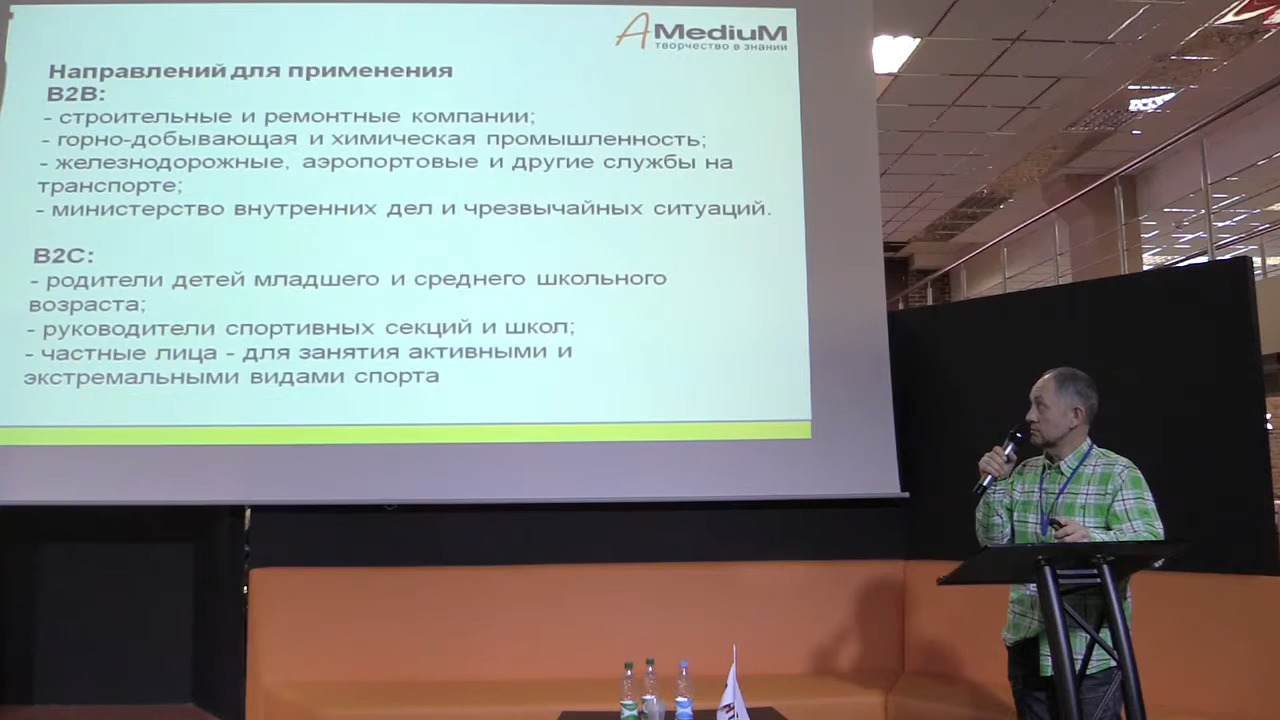 AMediuM
творчество в знании
Направлений для применения
B2B:
- строительные и ремонтные компании;
- горно-добывающая и химическая промышленность;
- железнодорожные, аэропортовые и другие службы на
транспорте;
- министерство внутренних дел и чрезвычайных ситуаций.
B2C:
- родители детей младшего и среднего школьного
возраста;
- руководители спортивных секций и школ;
- частные лица - для занятия активными и
экстремальными видами спорта